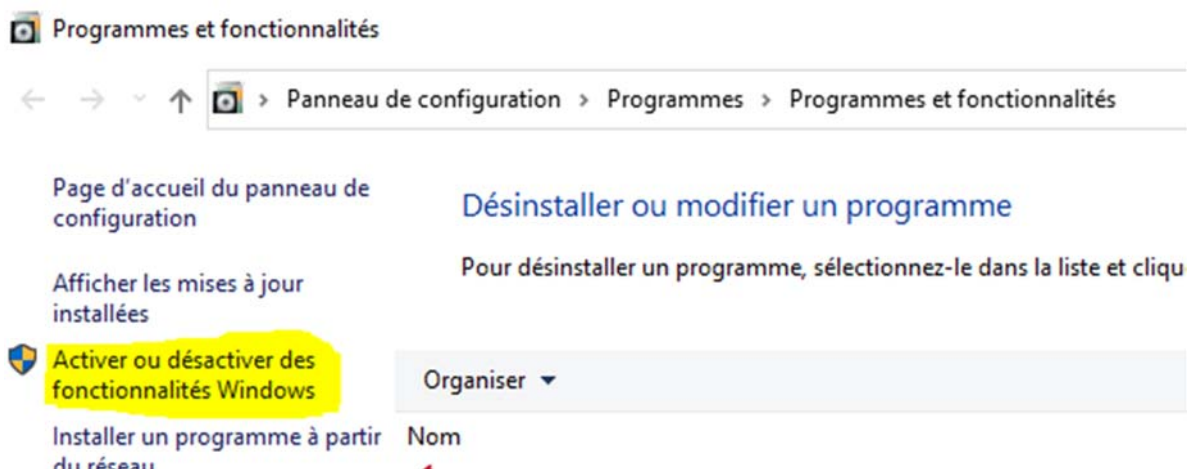 Programmes et fonctionnalités
Panneau de configuration > Programmes > Programmes et fonctionnalités
Page d'accueil du panneau de
configuration
Désinstaller ou modifier un programme
Pour désinstaller un programme, sélectionnez-le dans la liste et cliqu
Afficher les mises à jour
installées
Activer ou désactiver des
fonctionnalités Windows
Organiser
Installer un programme à partir
du réseau
Nom